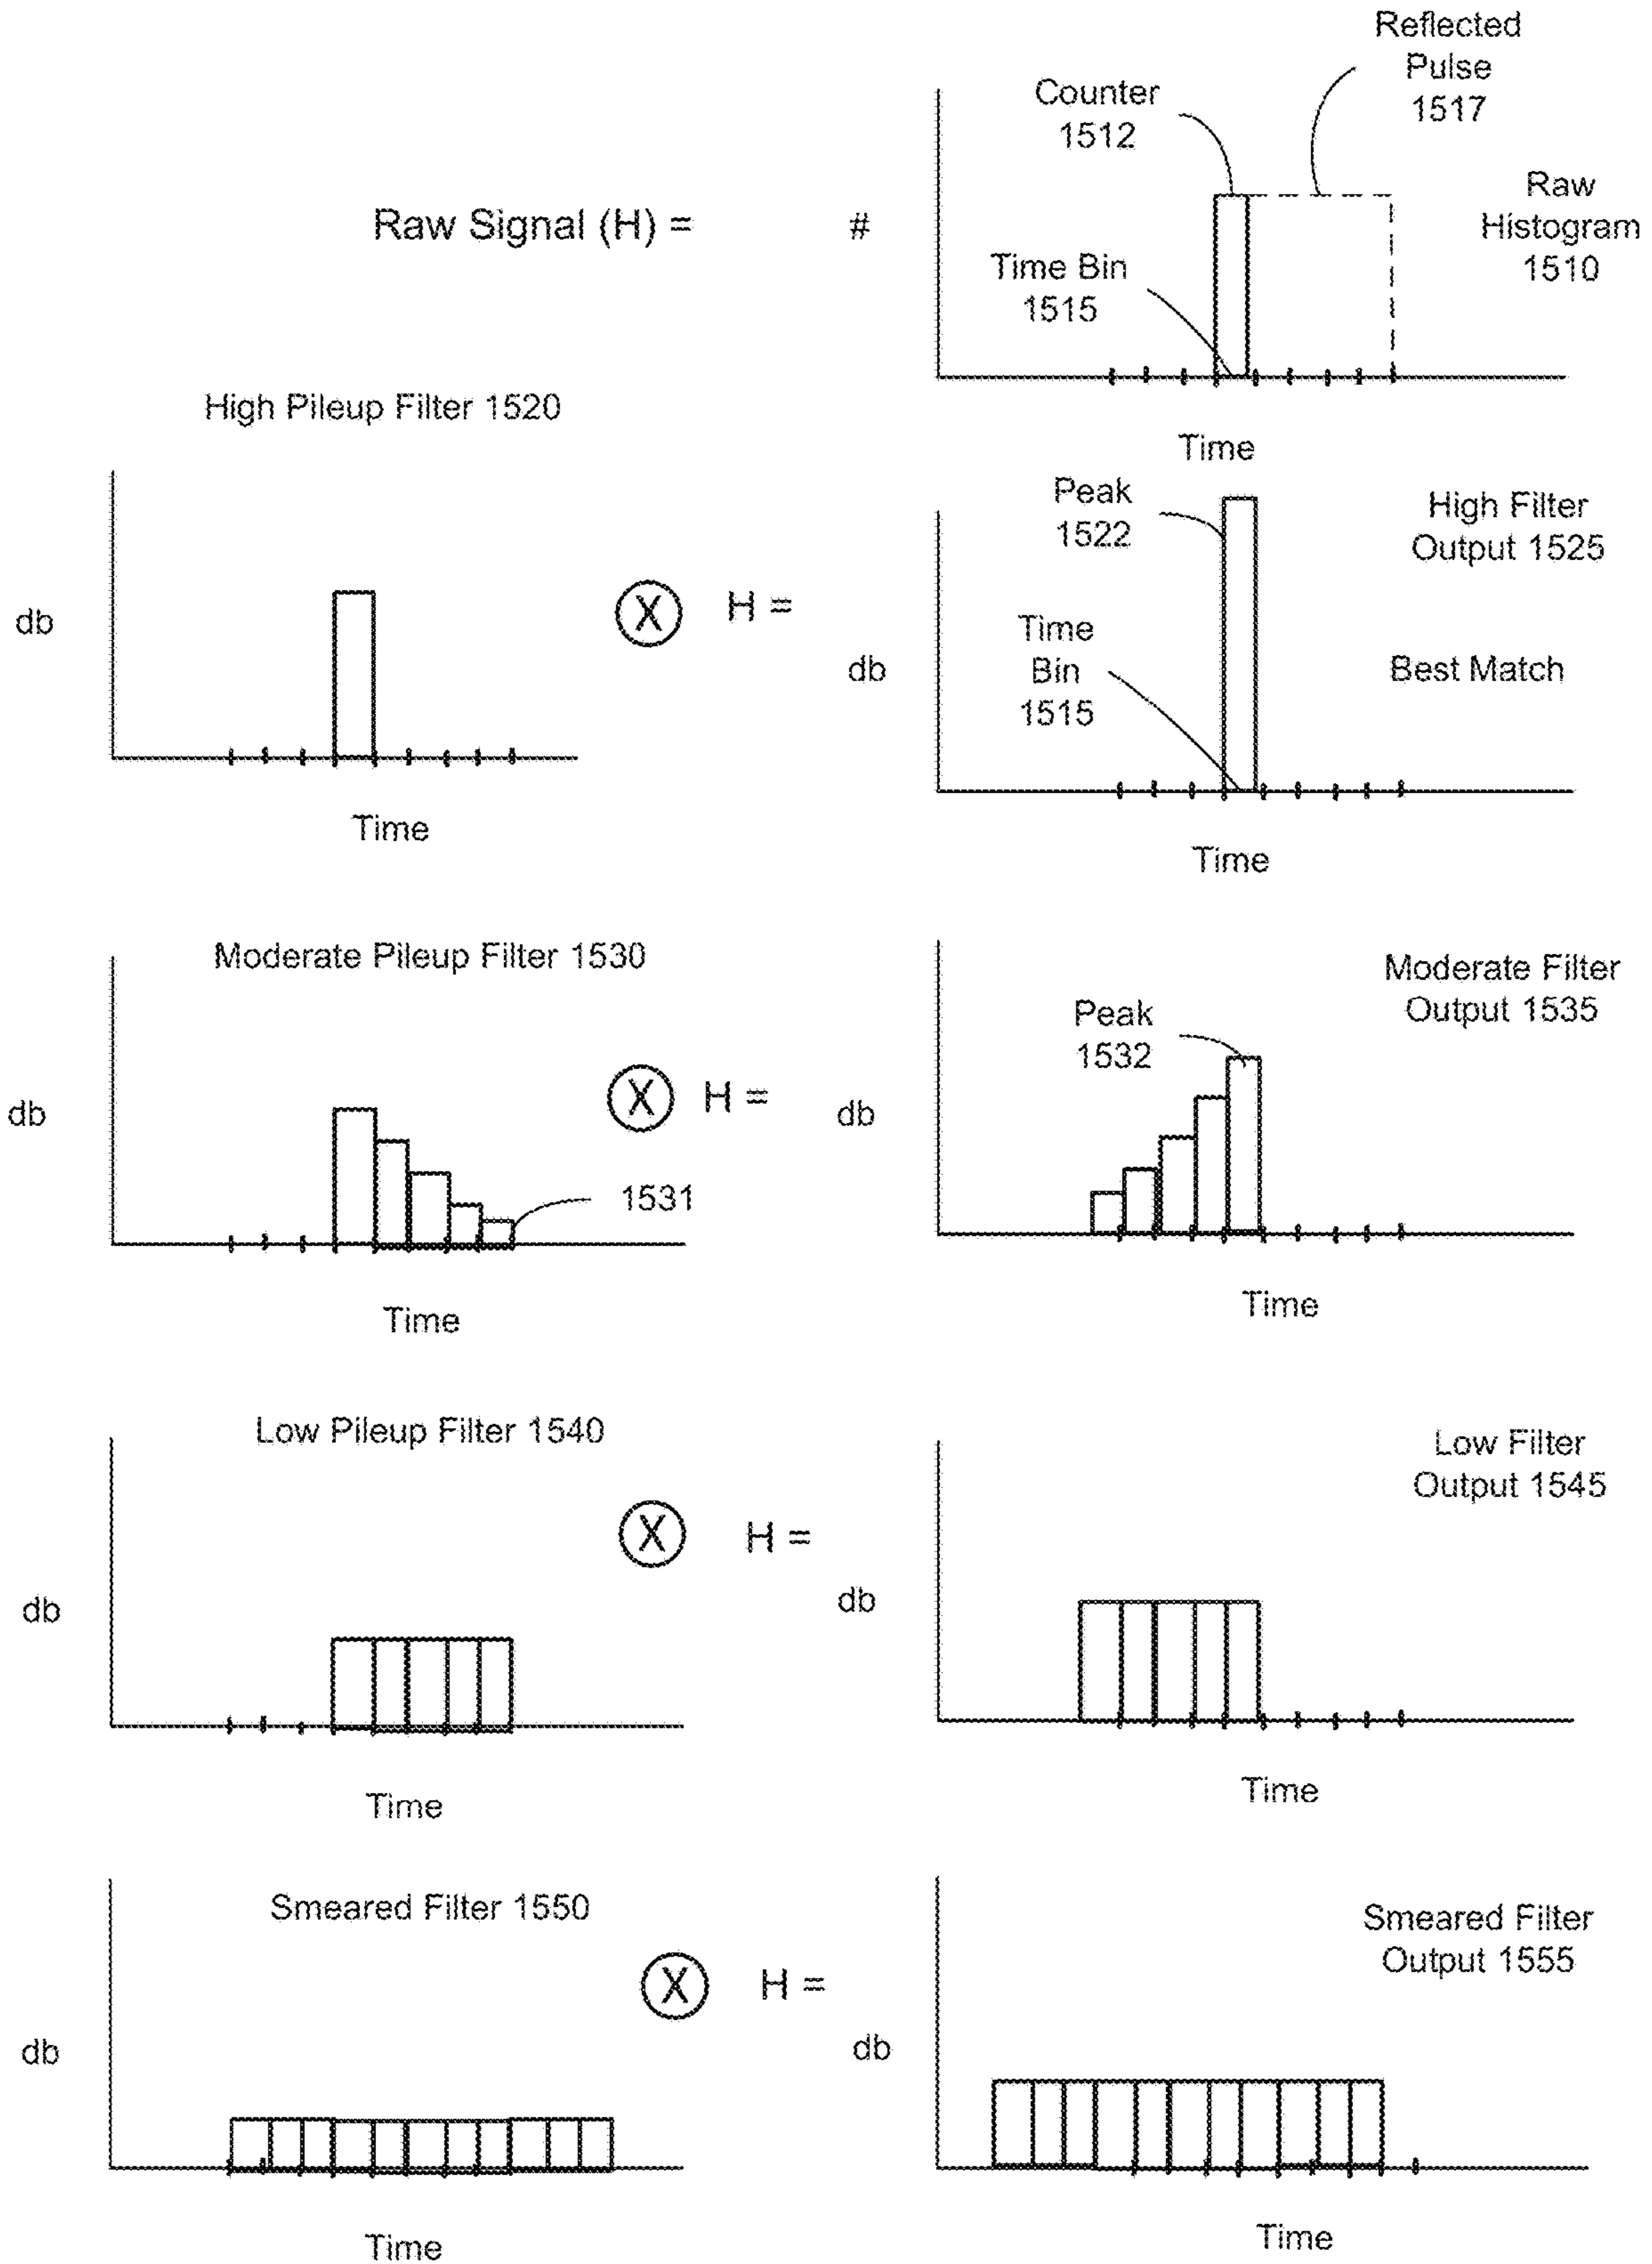 Reflected
Pulse
1517
Counter
1512
Raw
Histogram
1510
Raw Signal (H) =
#
Time Bin
1515
Time
High Pileup Filter 1520
db
Time
X
H =
Peak
1522
High Filter
Output 1525
Time
Bin
1515
db
Best Match
Time
Moderate Pileup Filter 1530
db
1531
Time
X
H =
Moderate Filter
Output 1535
Peak
1532
db
Time
Low Pileup Filter 1540
db
Time
X
H =
Low Filter
Output 1545
db
Time
Smeared Filter 1550
db
Time
X
H =
Smeared Filter
Output 1555
db
Time